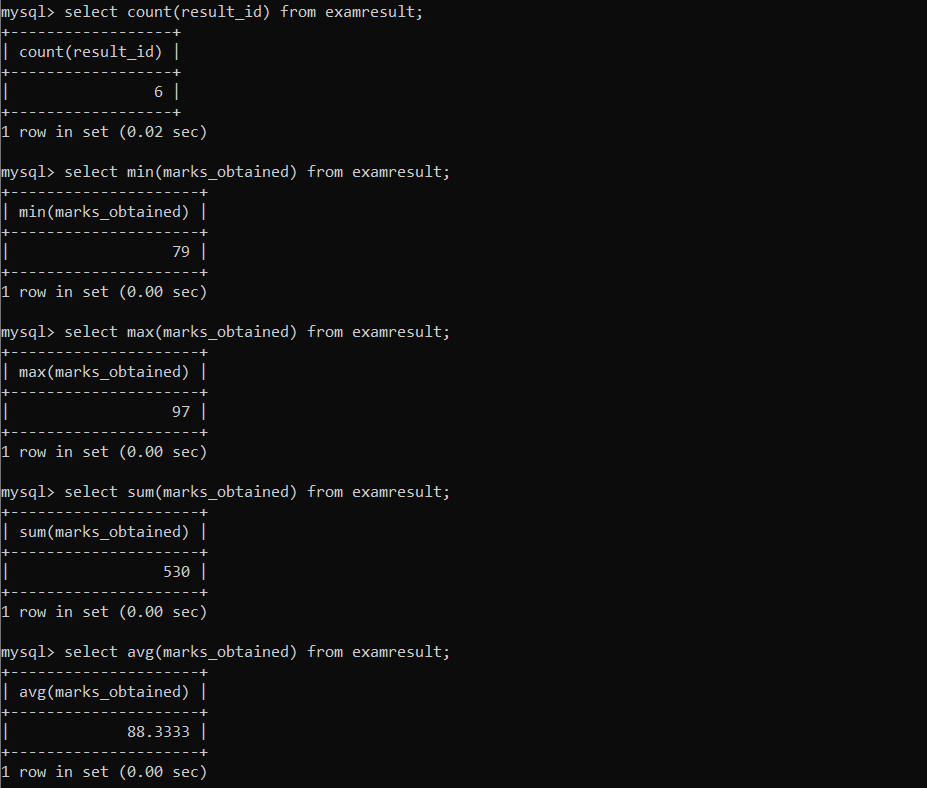 mysql> select count(result_id) from examresult;
+------------------+
| count(result_id) |
+------------------+
|                6 |
+------------------+
1 row in set (0.02 sec)

mysql> select min(marks_obtained) from examresult;
+---------------------+
| min(marks_obtained) |
+---------------------+
|                  79 |
+---------------------+
1 row in set (0.00 sec)

mysql> select max(marks_obtained) from examresult;
+---------------------+
| max(marks_obtained) |
+---------------------+
|                  97 |
+---------------------+
1 row in set (0.00 sec)

mysql> select sum(marks_obtained) from examresult;
+---------------------+
| sum(marks_obtained) |
+---------------------+
|                 530 |
+---------------------+
1 row in set (0.00 sec)

mysql> select avg(marks_obtained) from examresult;
+---------------------+
| avg(marks_obtained) |
+---------------------+
|             88.3333 |
+---------------------+
1 row in set (0.00 sec)